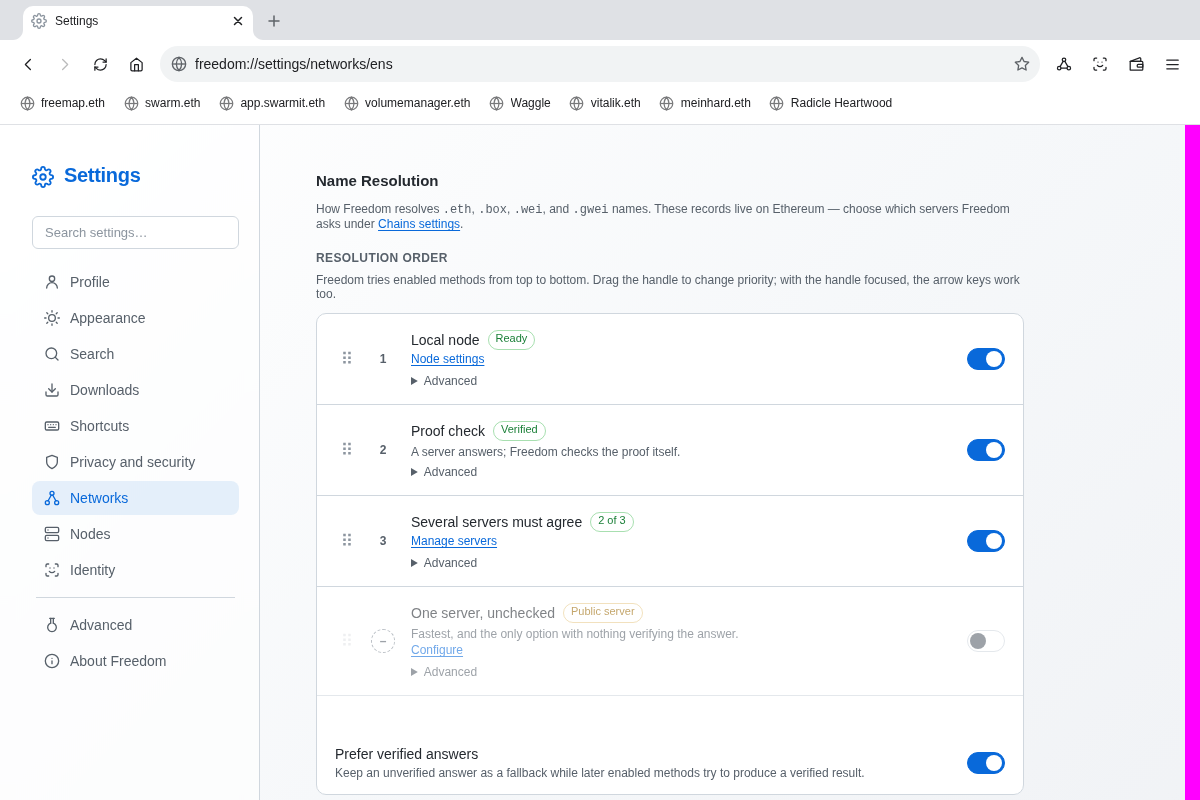 Settings
freedom://settings/networks/ens
freemap.eth
swarm.eth
app.swarmit.eth
volumemanager.eth
Waggle
vitalik.eth
meinhard.eth
Radicle Heartwood
Settings
Search settings…
Profile
Appearance
Search
Downloads
Shortcuts
Privacy and security
Networks
Nodes
Identity
Advanced
About Freedom
Name Resolution
How Freedom resolves .eth, .box, .wei, and .gwei names. These records live on Ethereum — choose which servers Freedom
asks under Chains settings.
RESOLUTION ORDER
Freedom tries enabled methods from top to bottom. Drag the handle to change priority; with the handle focused, the arrow keys work
too.
1
Local node
Ready
Node settings
Advanced
2
Proof check
Verified
A server answers; Freedom checks the proof itself.
Advanced
3
Several servers must agree
2 of 3
Manage servers
Advanced
–
One server, unchecked
Public server
Fastest, and the only option with nothing verifying the answer.
Configure
Advanced
Prefer verified answers
Keep an unverified answer as a fallback while later enabled methods try to produce a verified result.